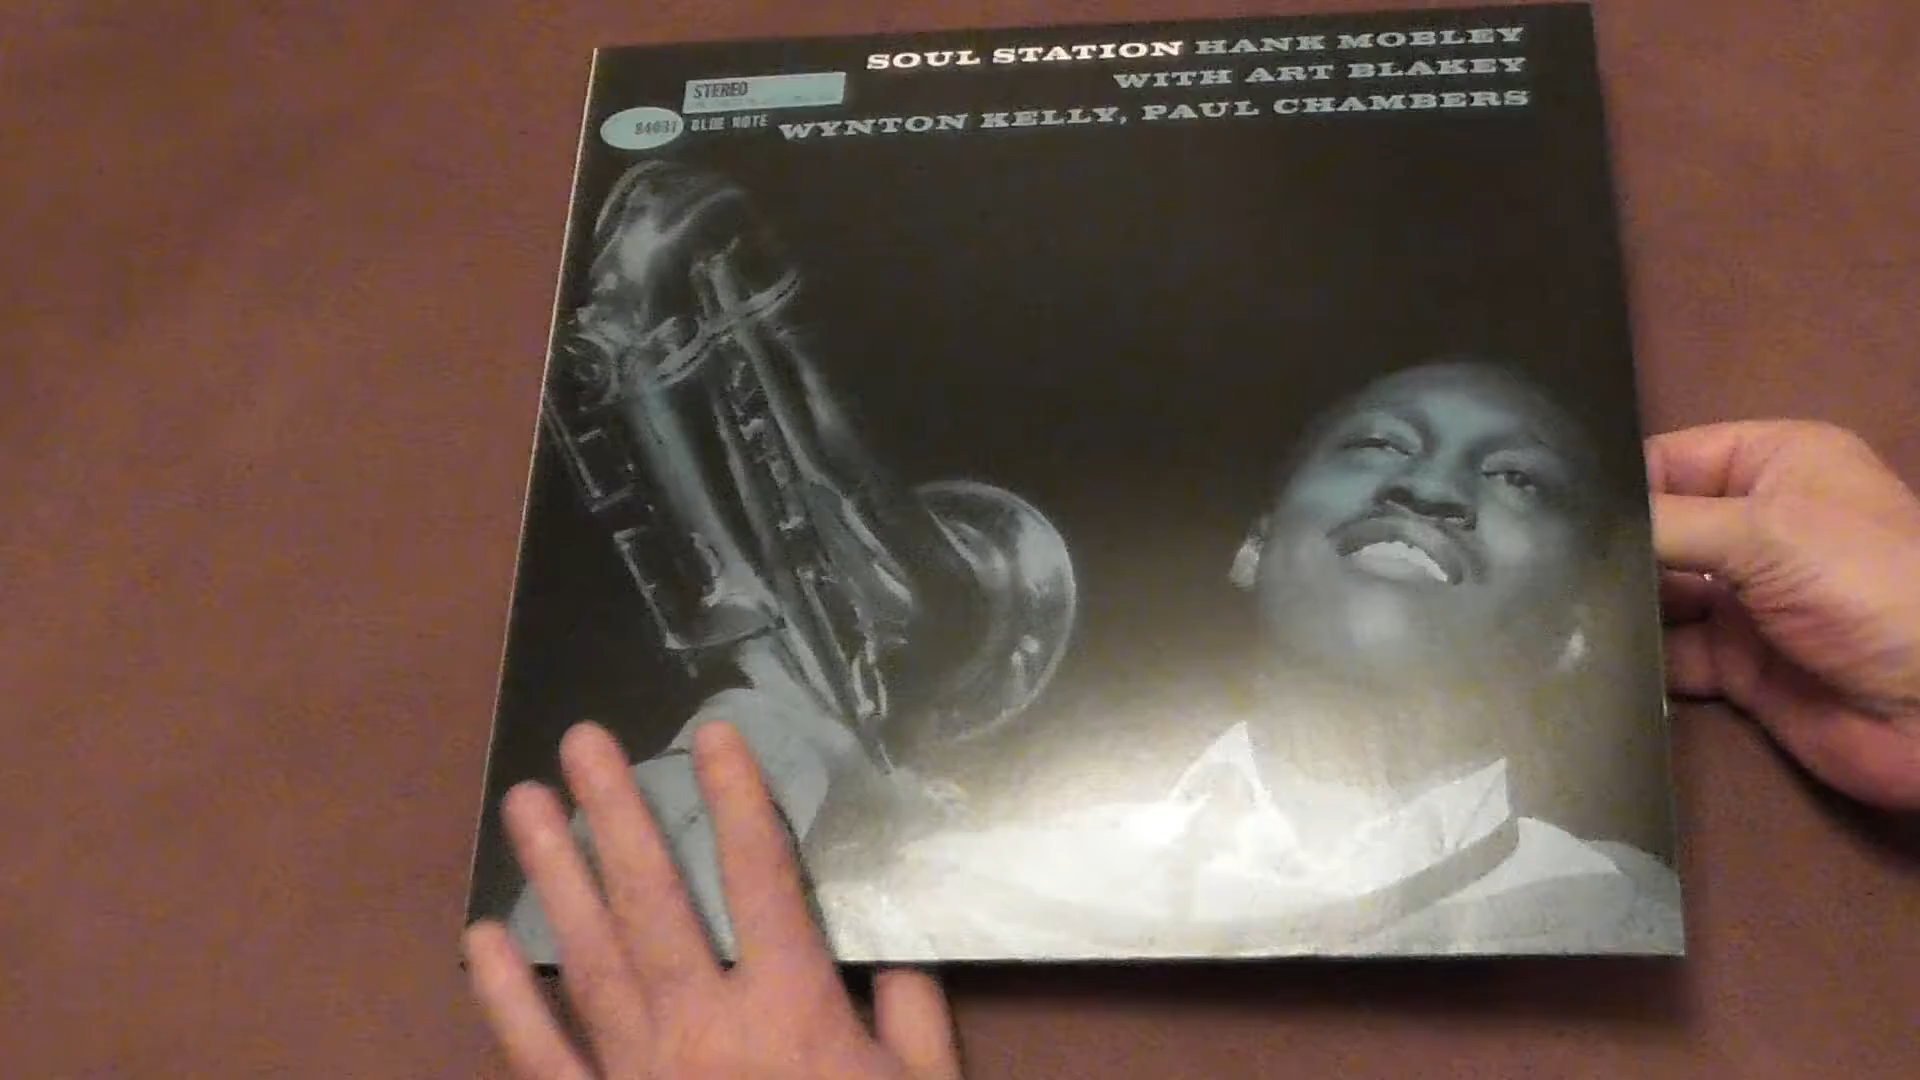 SOUL STATION HANK MOBLEY
WITH ART BLAKEY
WYNTON KELLY, PAUL CHAMBERS
STEREO
84031 BLUE NOTE